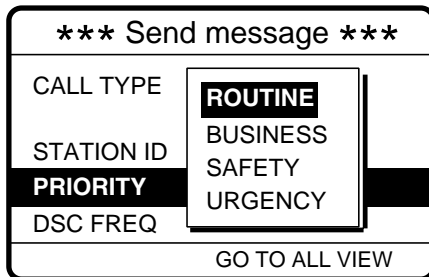 *** Send message ***
CALL TYPE
ROUTINE
BUSINESS
STATION ID
SAFETY
PRIORITY
URGENCY
DSC FREQ
GO TO ALL VIEW